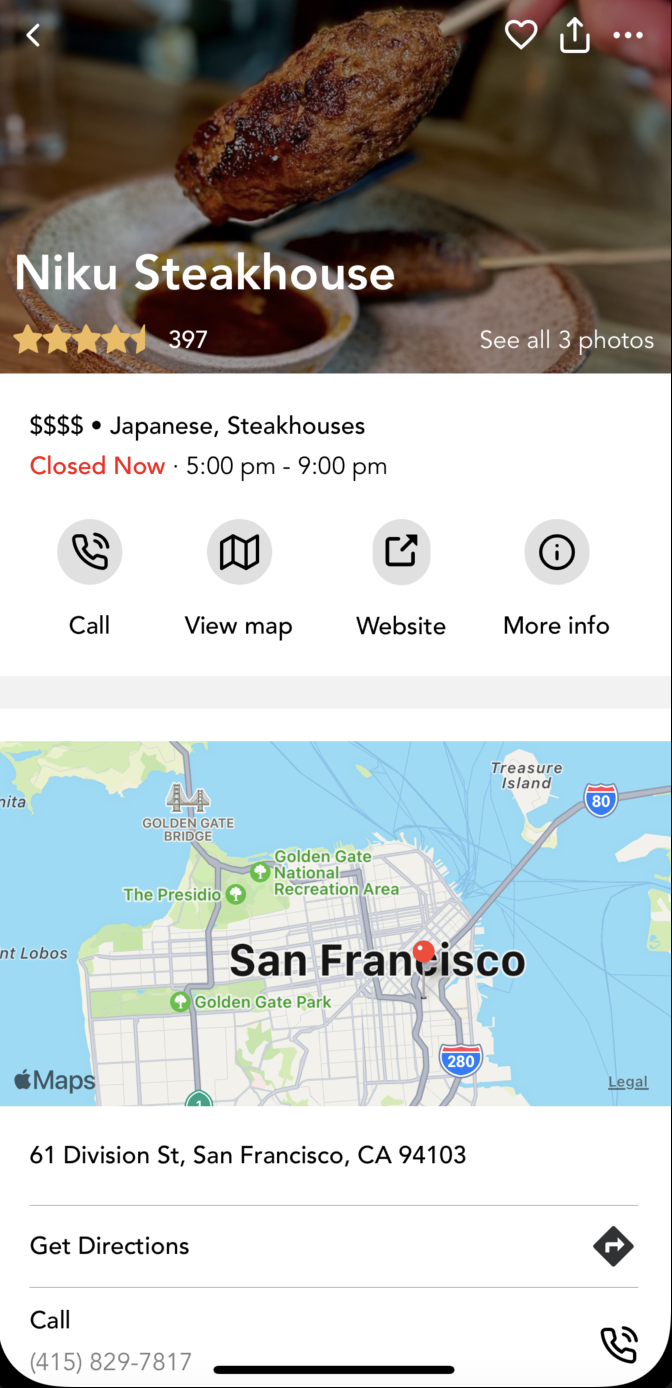 Niku Steakhouse
397
See all 3 photos
$$$$ • Japanese, Steakhouses
Closed Now · 5:00 pm - 9:00 pm
Call
View map
Website
More info
Treasure
Island
80
nita
GOLDEN GATE
BRIDGE
Golden Gate
National
Recreation Area
The Presidio
nt Lobos
San Francisco
Golden Gate Park
280
Maps
1
Legal
61 Division St, San Francisco, CA 94103
Get Directions
Call
(415) 829-7817